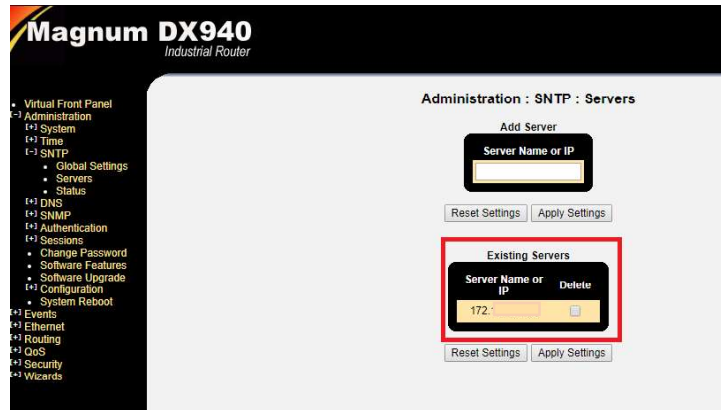 Magnum DX940
Industrial Router
Virtual Front Panel
[-] Administration
[+] System
[+] Time
[-] SNTP
Global Settings
Servers
Status
[+] DNS
[+] SNMP
[+] Authentication
[+] Sessions
Change Password
Software Features
Software Upgrade
[+] Configuration
System Reboot
[+] Events
[+] Ethernet
[+] Routing
[+] QoS
[+] Security
[+] Wizards
Administration : SNTP : Servers
Add Server
Server Name or IP
Reset Settings Apply Settings
Existing Servers
Server Name or IP Delete
172.
Reset Settings Apply Settings